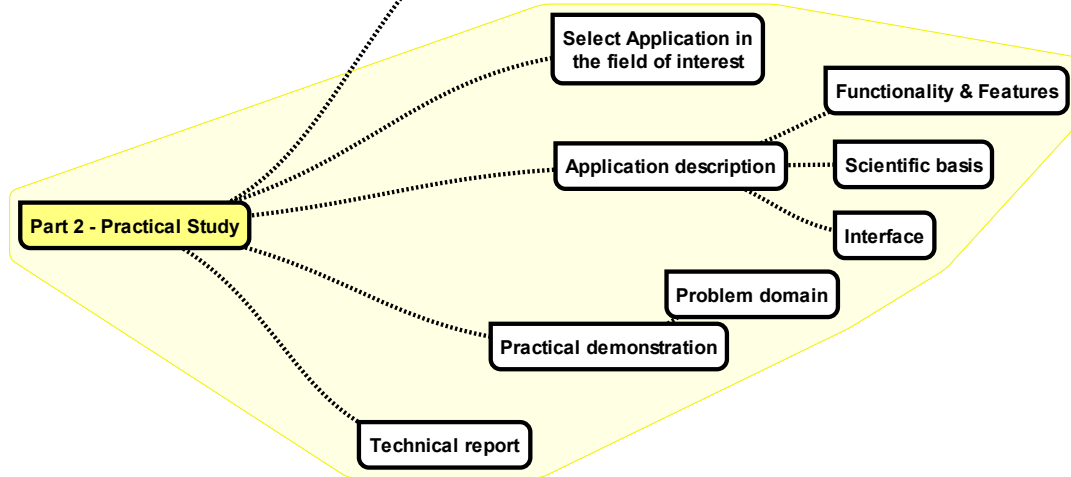 Select Application in
the field of interest
Functionality & Features
Application description
Scientific basis
Part 2 - Practical Study
Interface
Problem domain
Practical demonstration
Technical report